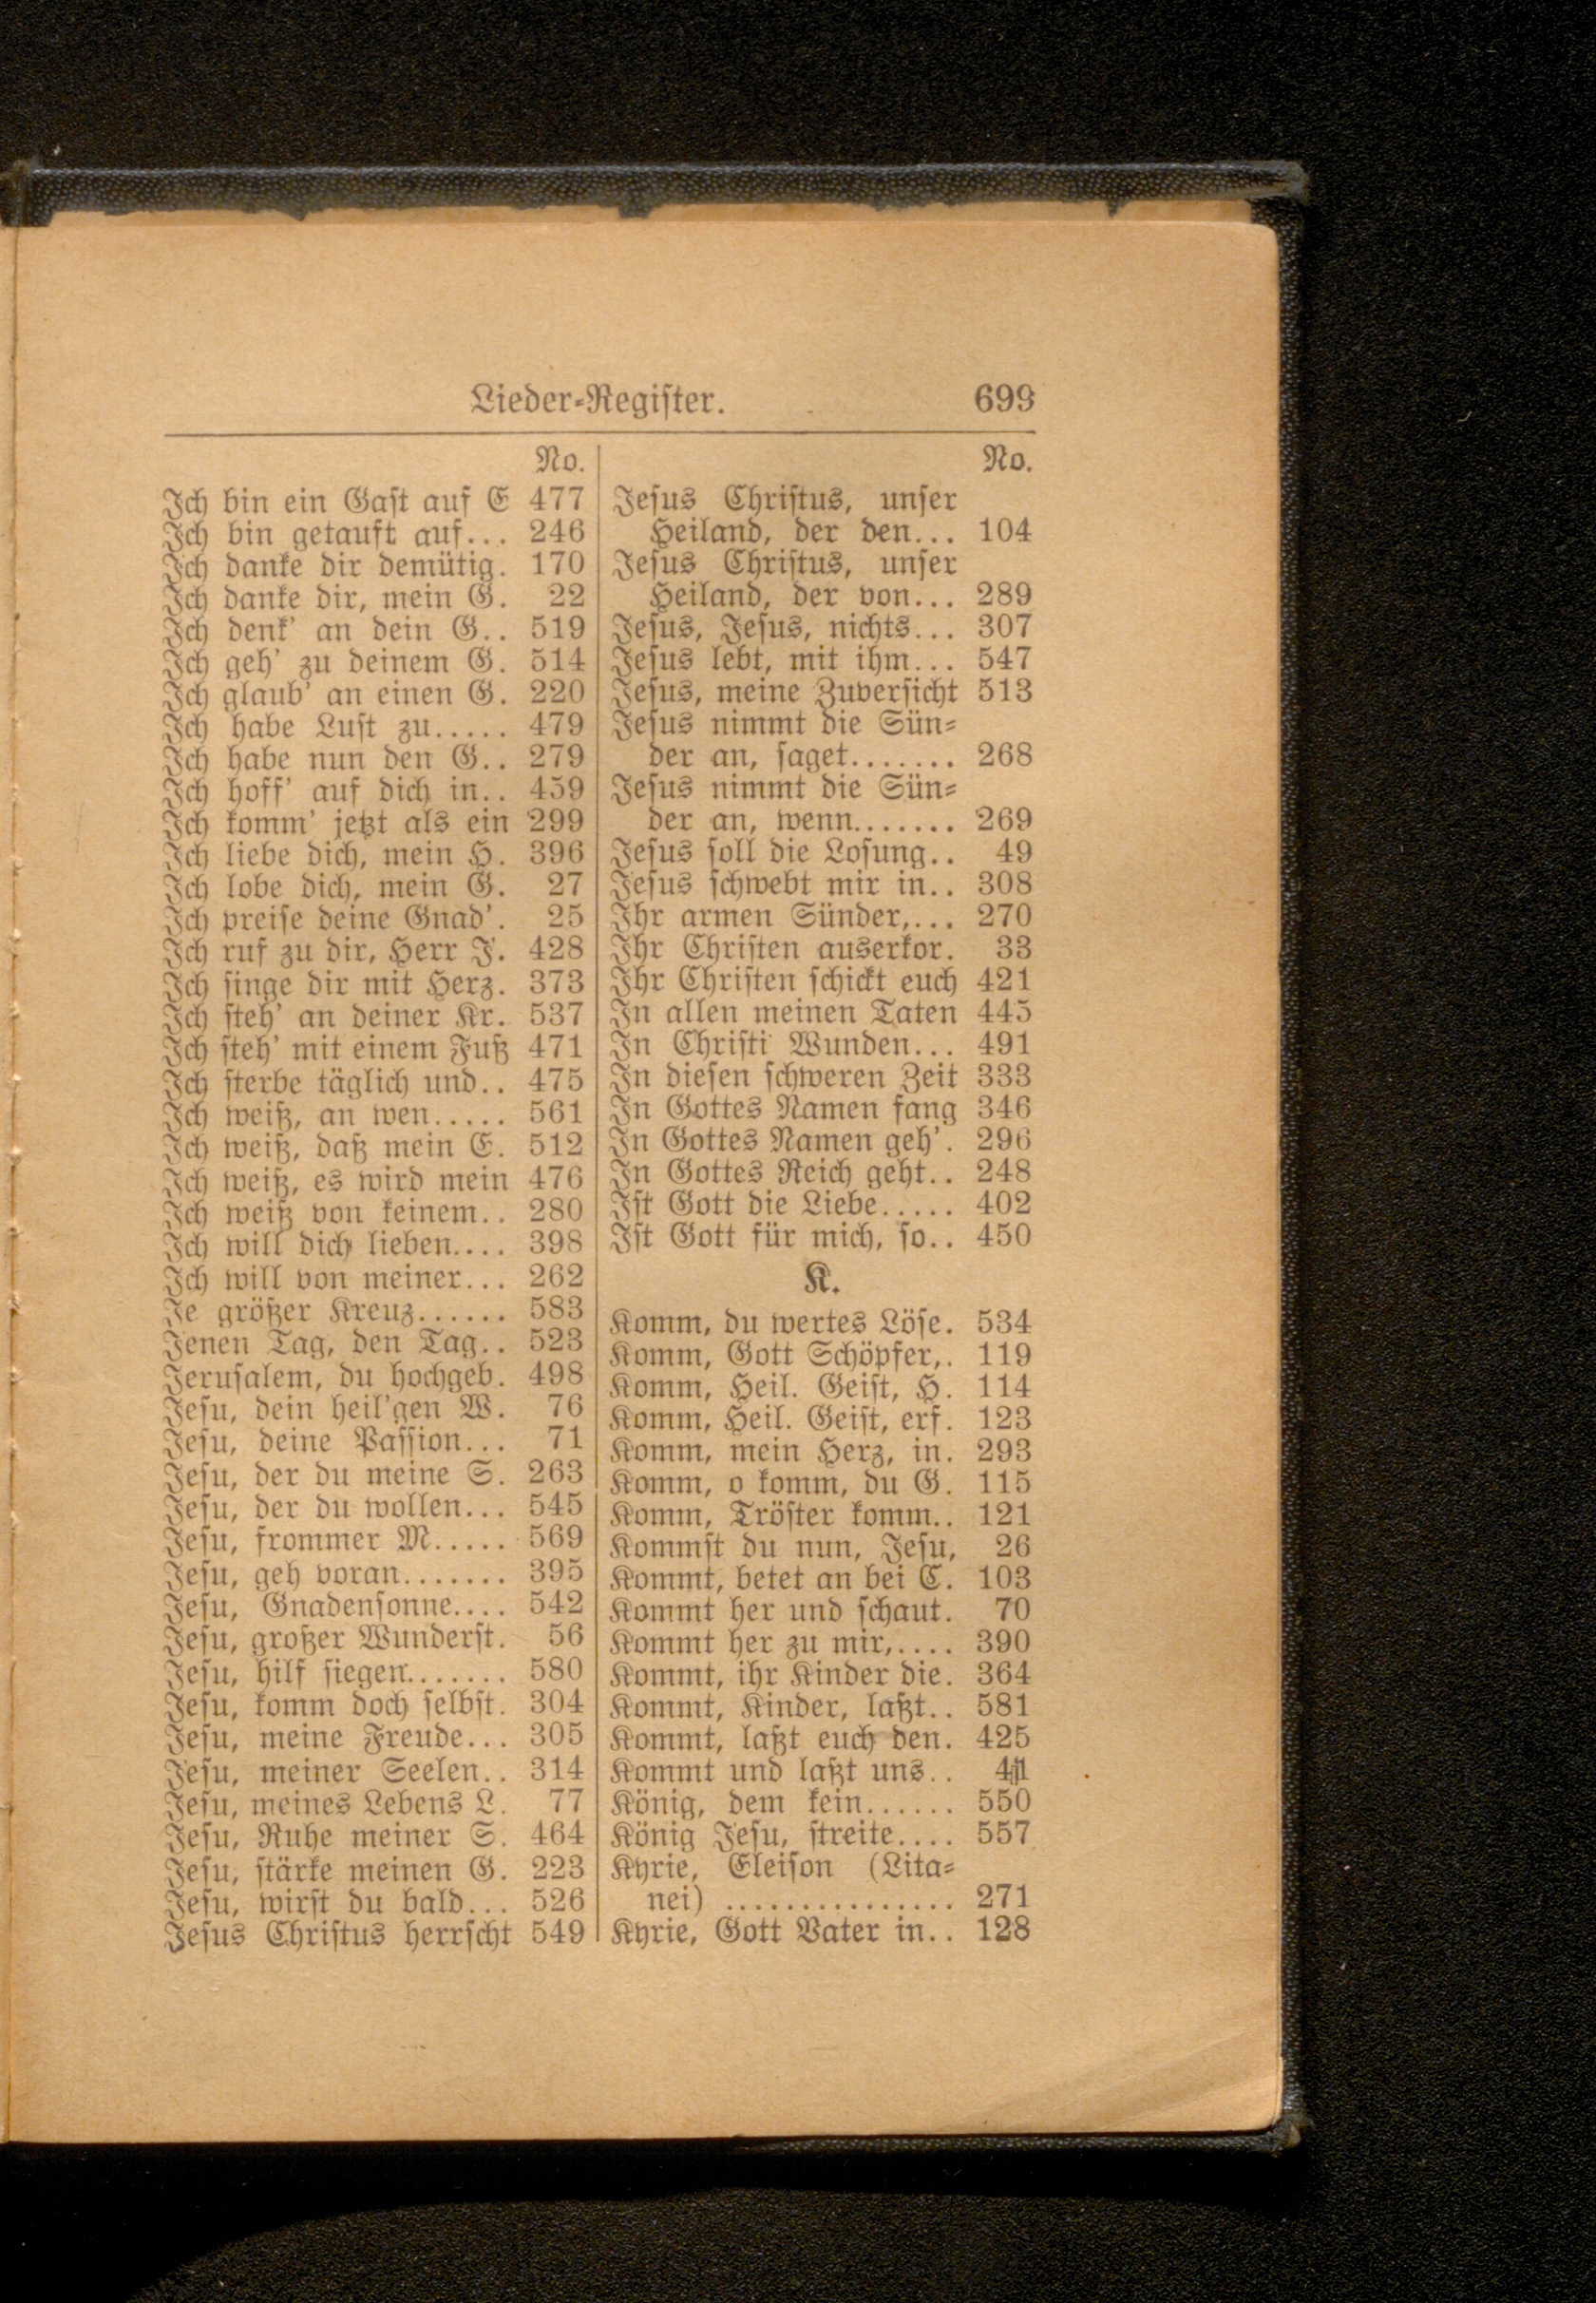 Lieder-Register. 699
No.
Ich bin ein Gast auf E 477
Ich bin getauft auf... 246
Ich danke dir demütig. 170
Ich danke dir, mein G. 22
Ich denk' an dein G.. 519
Ich geh' zu deinem G. 514
Ich glaub' an einen G. 220
Ich habe Lust zu..... 479
Ich habe nun den G.. 279
Ich hoff' auf dich in.. 459
Ich komm' jetzt als ein 299
Ich liebe dich, mein H. 396
Ich lobe dich, mein G. 27
Ich preise deine Gnad'. 25
Ich ruf zu dir, Herr J. 428
Ich singe dir mit Herz. 373
Ich steh' an deiner Kr. 537
Ich steh' mit einem Fuß 471
Ich sterbe täglich und.. 475
Ich weiß, an wen..... 561
Ich weiß, daß mein E. 512
Ich weiß, es wird mein 476
Ich weiß von keinem.. 280
Ich will dich lieben.... 398
Ich will von meiner... 262
Je größer Kreuz...... 583
Jenen Tag, den Tag.. 523
Jerusalem, du hochgeb. 498
Jesu, dein heil'gen W. 76
Jesu, deine Passion... 71
Jesu, der du meine S. 263
Jesu, der du wollen... 545
Jesu, frommer M..... 569
Jesu, geh voran....... 395
Jesu, Gnadensonne.... 542
Jesu, großer Wunderst. 56
Jesu, hilf siegen....... 580
Jesu, komm doch selbst. 304
Jesu, meine Freude... 305
Jesu, meiner Seelen.. 314
Jesu, meines Lebens L. 77
Jesu, Ruhe meiner S. 464
Jesu, stärke meinen G. 223
Jesu, wirst du bald... 526
Jesus Christus herrscht 549
No.
Jesus Christus, unser
Heiland, der den... 104
Jesus Christus, unser
Heiland, der von... 289
Jesus, Jesus, nichts... 307
Jesus lebt, mit ihm... 547
Jesus, meine Zuversicht 513
Jesus nimmt die Sün-
der an, saget....... 268
Jesus nimmt die Sün-
der an, wenn....... 269
Jesus soll die Losung.. 49
Jesus schwebt mir in.. 308
Ihr armen Sünder,... 270
Ihr Christen auserkor. 33
Ihr Christen schickt euch 421
In allen meinen Taten 445
In Christi Wunden... 491
In diesen schweren Zeit 333
In Gottes Namen fang 346
In Gottes Namen geh'. 296
In Gottes Reich geht.. 248
Ist Gott die Liebe..... 402
Ist Gott für mich, so.. 450
K.
Komm, du wertes Löse. 534
Komm, Gott Schöpfer,. 119
Komm, Heil. Geist, H. 114
Komm, Heil. Geist, erf. 123
Komm, mein Herz, in. 293
Komm, o komm, du G. 115
Komm, Tröster komm.. 121
Kommst du nun, Jesu, 26
Kommt, betet an bei C. 103
Kommt her und schaut. 70
Kommt her zu mir,.... 390
Kommt, ihr Kinder die. 364
Kommt, Kinder, laßt.. 581
Kommt, laßt euch den. 425
Kommt und laßt uns.. 41
König, dem kein...... 550
König Jesu, streite.... 557
Kyrie, Eleison (Lita-
nei) ................ 271
Kyrie, Gott Vater in.. 128